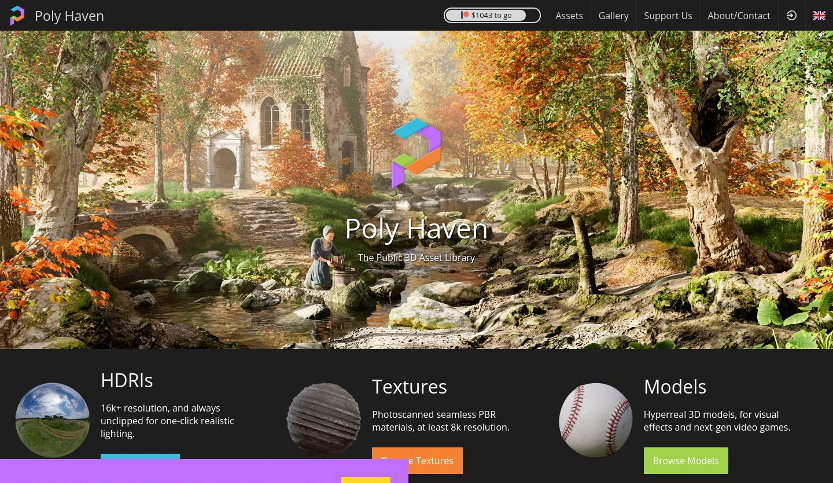 Poly Haven
$1043 to go
Assets
Gallery
Support Us
About/Contact
Poly Haven
The Public 3D Asset Library
HDRIs
16k+ resolution, and always
unclipped for one-click realistic
lighting.
Textures
Photoscanned seamless PBR
materials, at least 8k resolution.
Textures
Models
Hyperreal 3D models, for visual
effects and next-gen video games.
Browse Models